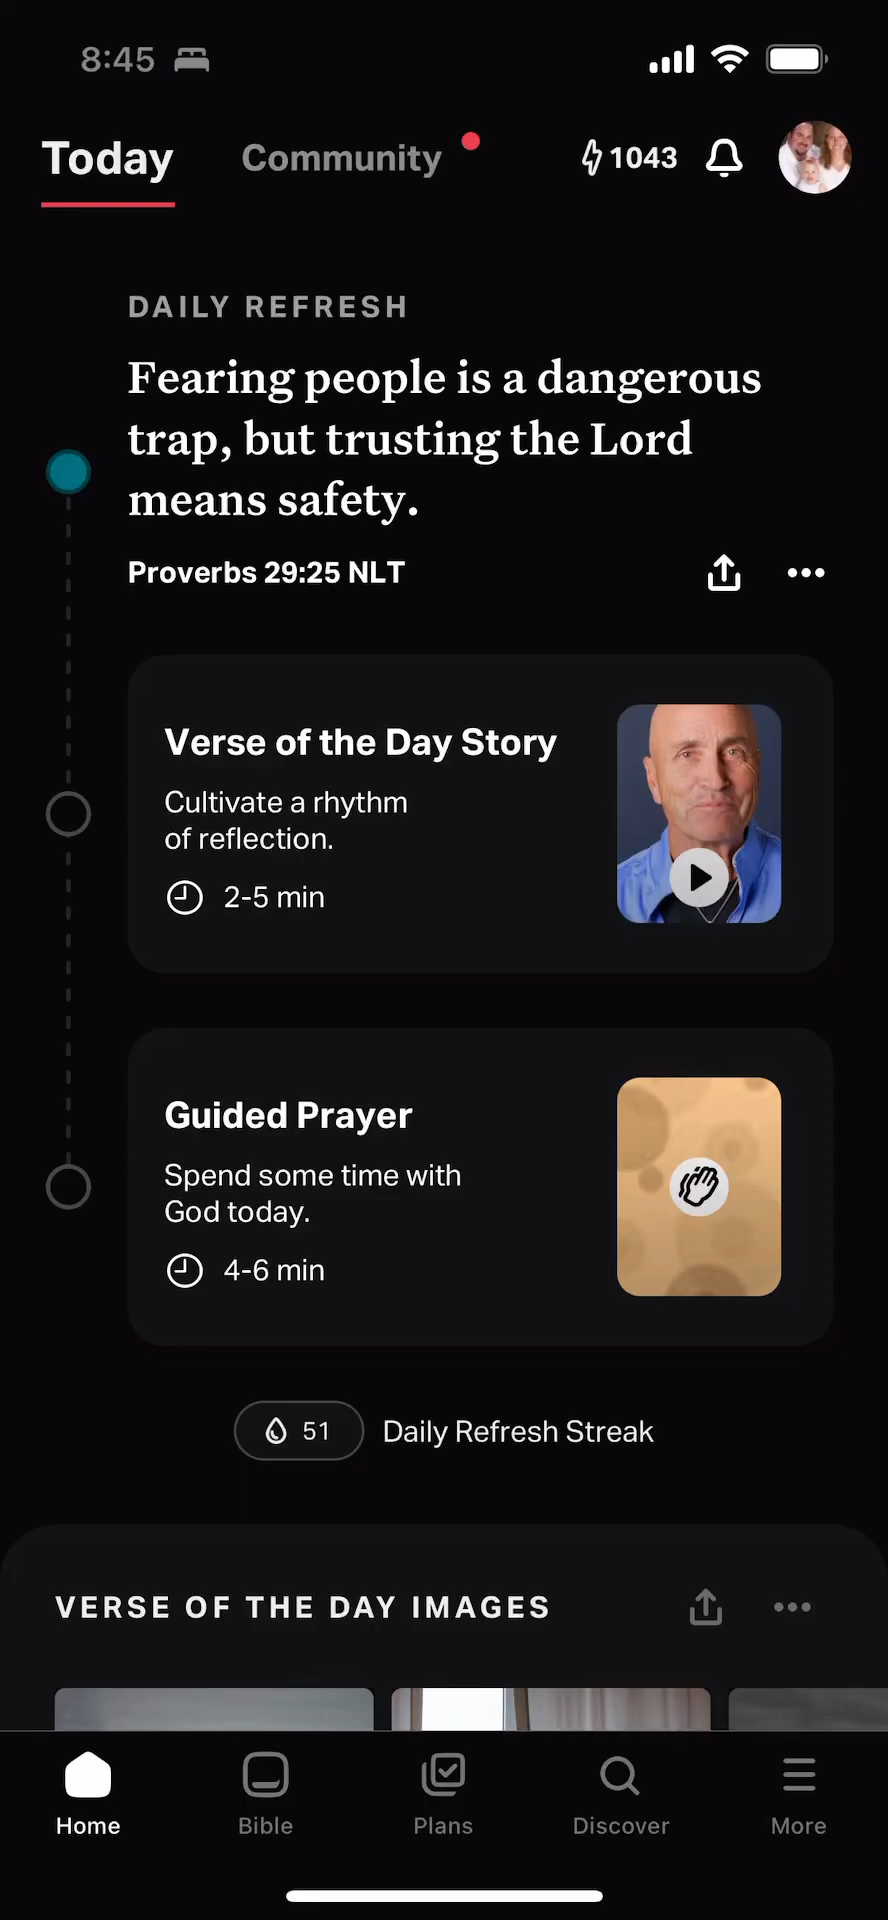 8:45
Today
Community
1043
DAILY REFRESH
Fearing people is a dangerous
trap, but trusting the Lord
means safety.
Proverbs 29:25 NLT
Verse of the Day Story
Cultivate a rhythm
of reflection.
2-5 min
Guided Prayer
Spend some time with
God today.
4-6 min
51
Daily Refresh Streak
VERSE OF THE DAY IMAGES
Home
Bible
Plans
Discover
More